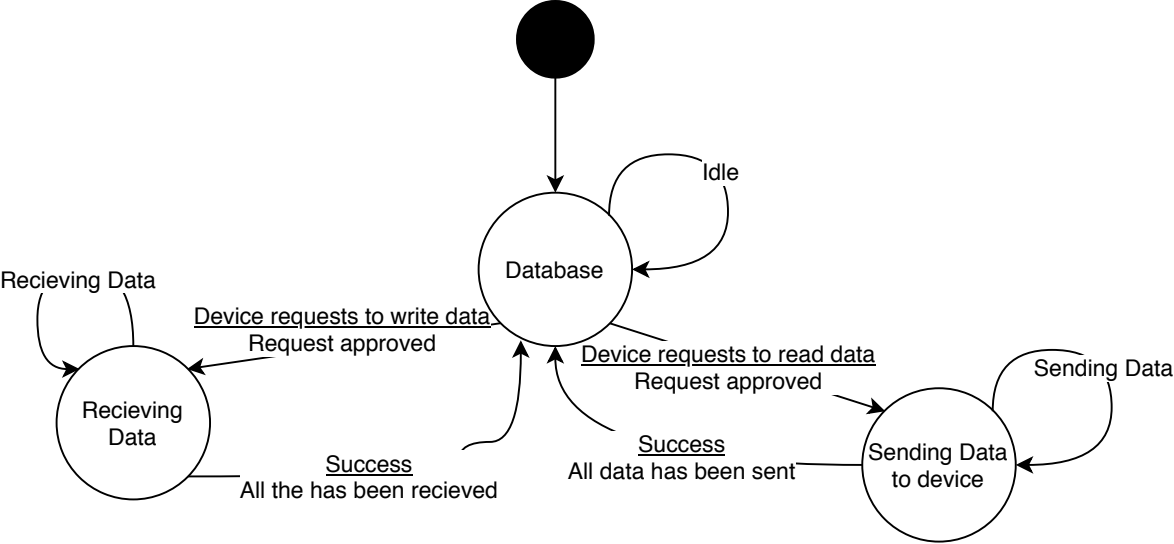 Idle
Database
Recieving Data
Device requests to write data
Request approved
Device requests to read data
Request approved
Sending Data
Recieving
Data
Success
All data has been sent
Sending Data
to device
Success
All the has been recieved